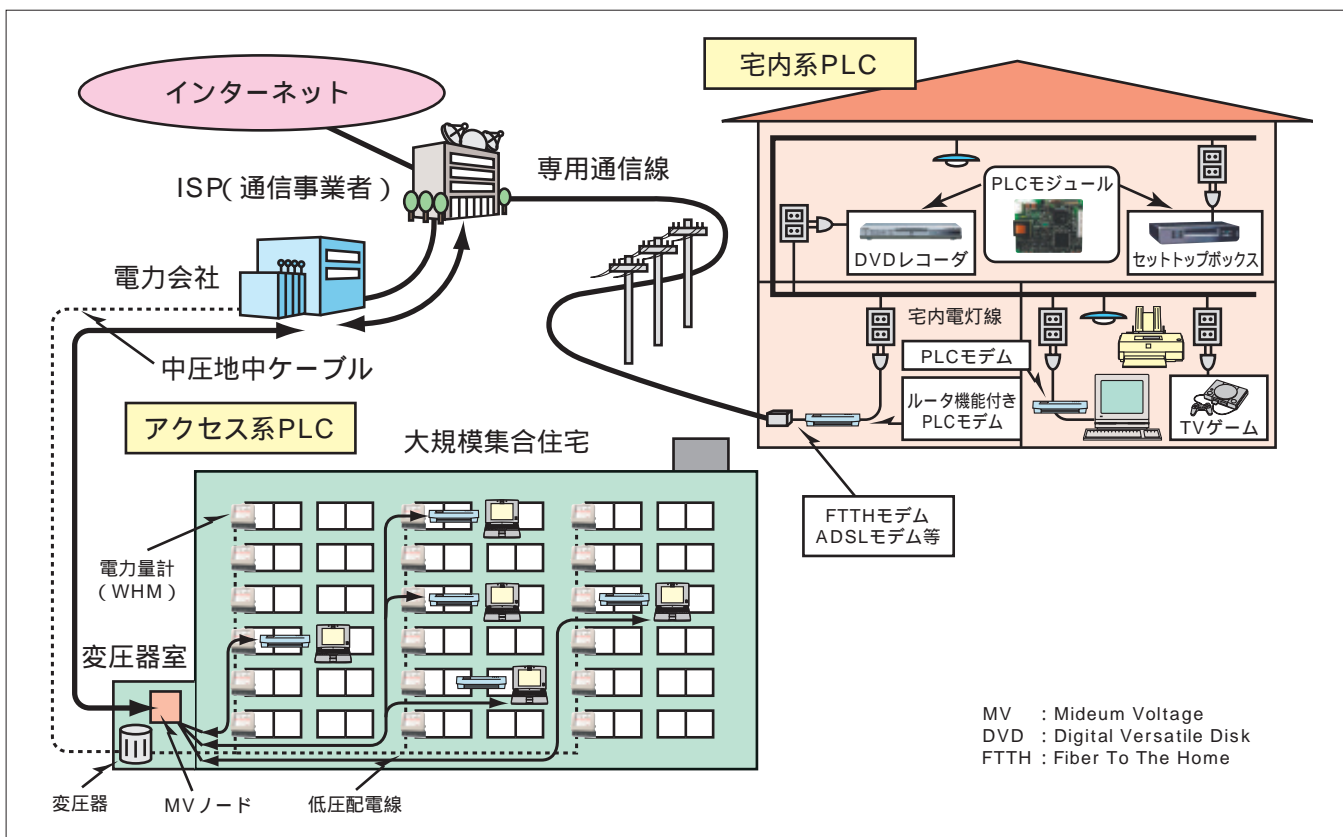 インターネット
ISP(通信事業者)
電力会社
専用通信線
中圧地中ケーブル
アクセス系PLC
大規模集合住宅
電力量計
(WHM)
変圧器室
変圧器
MVノード
低圧配電線
宅内系PLC
PLCモジュール
DVDレコーダ
セットトップボックス
宅内電灯線
PLCモデム
ルータ機能付き
PLCモデム
TVゲーム
FTTHモデム
ADSLモデム等
MV : Mideum Voltage
DVD : Digital Versatile Disk
FTTH : Fiber To The Home